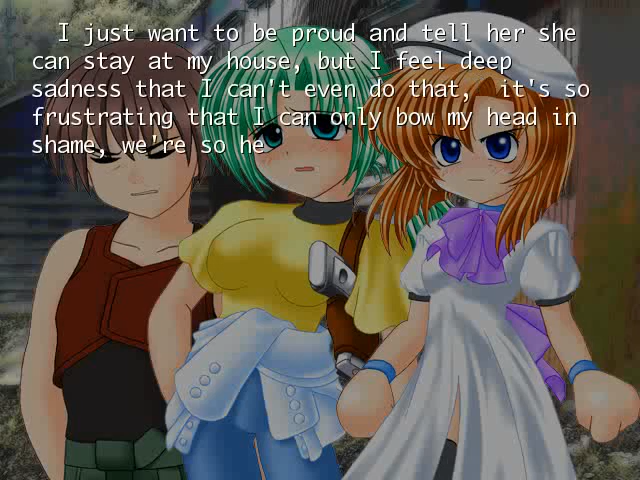 I just want to be proud and tell her she
can stay at my house, but I feel deep
sadness that I can't even do that,  it's so
frustrating that I can only bow my head in
shame, we're so he